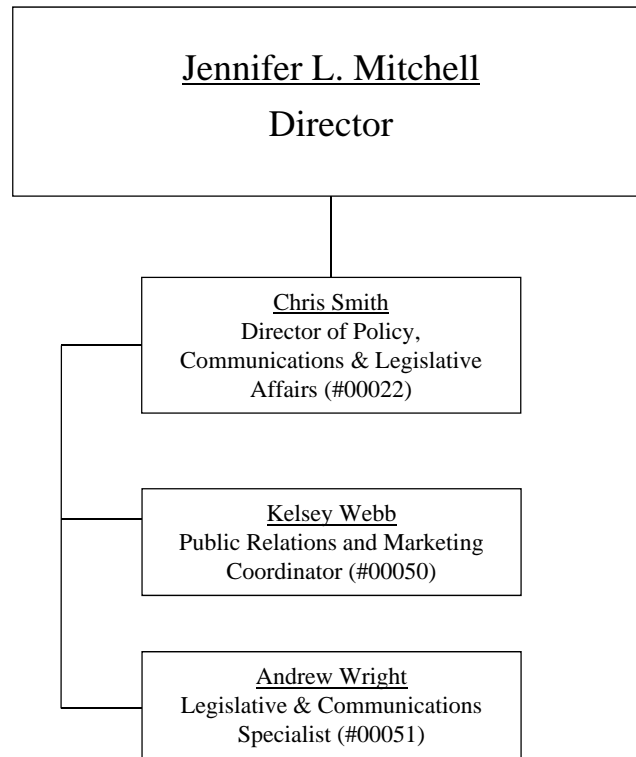 Jennifer L. Mitchell
Director
Chris Smith
Director of Policy,
Communications & Legislative
Affairs (#00022)
Kelsey Webb
Public Relations and Marketing
Coordinator (#00050)
Andrew Wright
Legislative & Communications
Specialist (#00051)